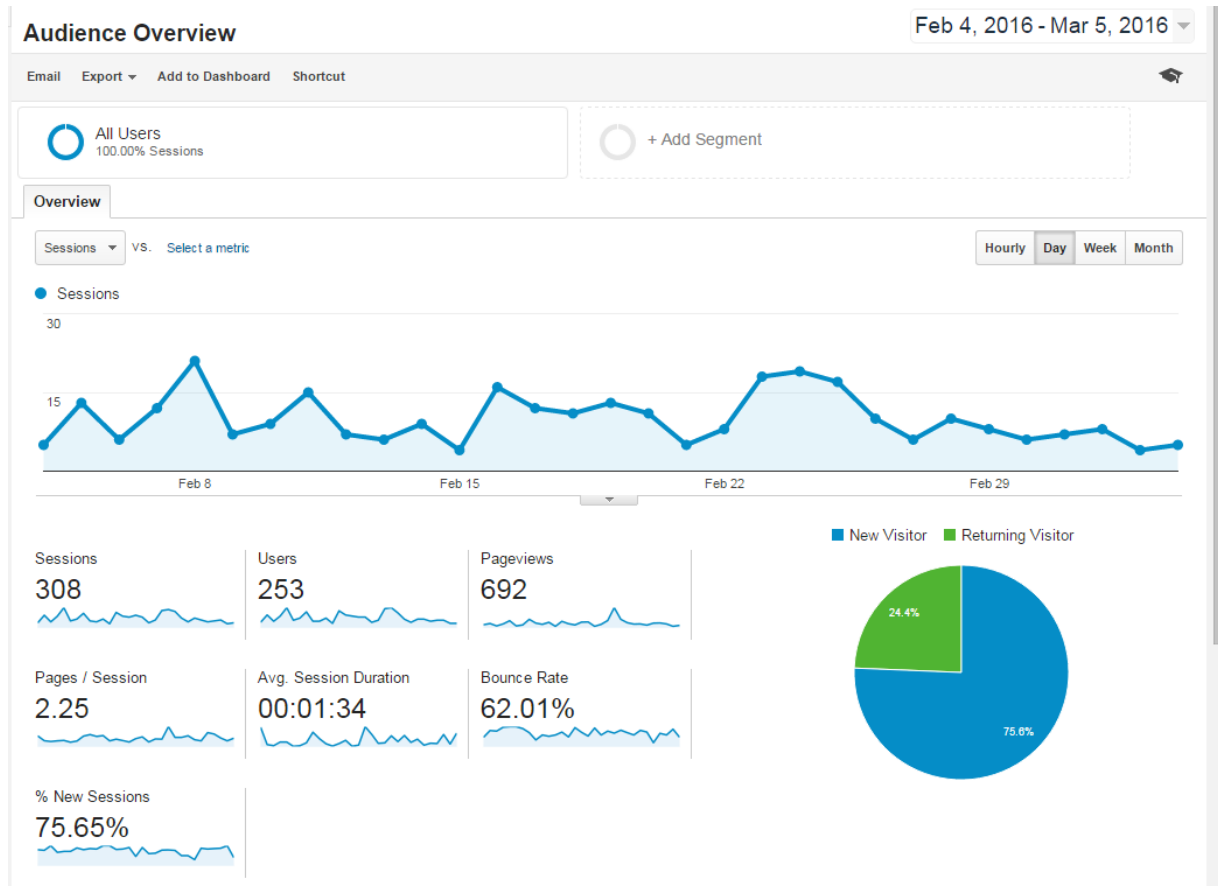 Audience Overview
Feb 4, 2016 - Mar 5, 2016
Email Export Add to Dashboard Shortcut
All Users
100.00% Sessions
+ Add Segment
Overview
Sessions VS. Select a metric
Hourly Day Week Month
Sessions
30
15
Feb 8 Feb 15 Feb 22 Feb 29
New Visitor Returning Visitor
Sessions
308
Users
253
Pageviews
692
Pages / Session
2.25
Avg. Session Duration
00:01:34
Bounce Rate
62.01%
% New Sessions
75.65%
24.4%
75.6%